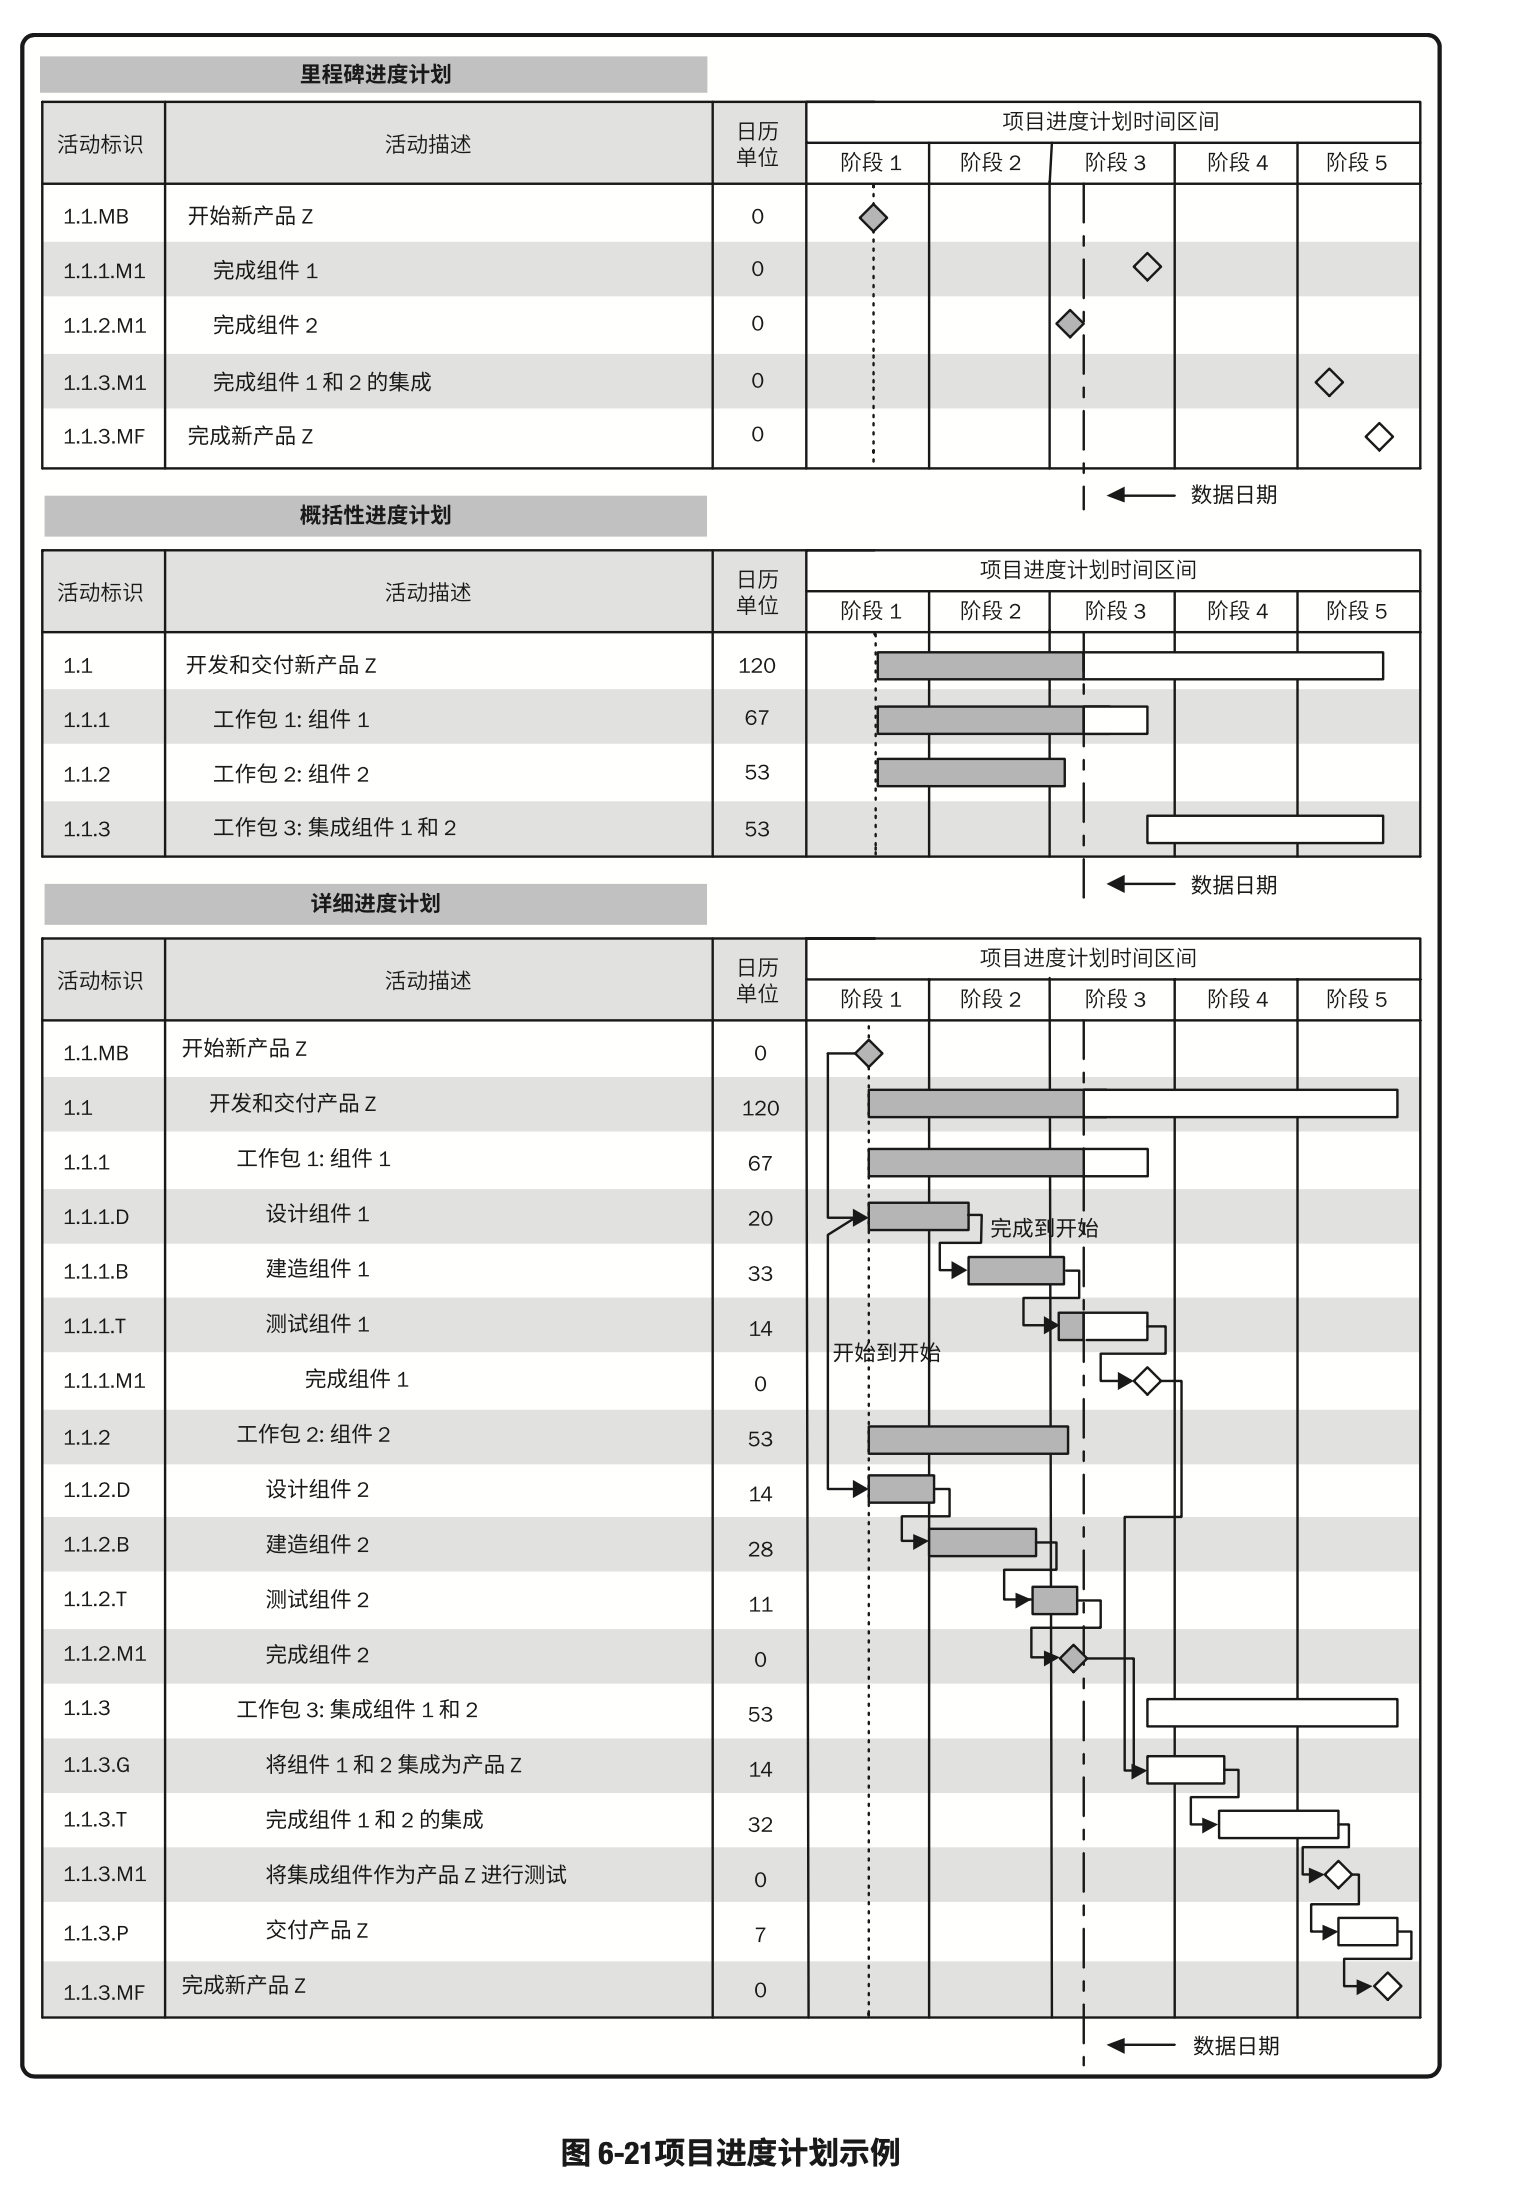 里程碑进度计划
活动标识 活动描述 日历单位 项目进度计划时间区间
阶段 1 阶段 2 阶段 3 阶段 4 阶段 5
1.1.MB 开始新产品 Z 0
1.1.1.M1 完成组件 1 0
1.1.2.M1 完成组件 2 0
1.1.3.M1 完成组件 1 和 2 的集成 0
1.1.3.MF 完成新产品 Z 0
数据日期
概括性进度计划
活动标识 活动描述 日历单位 项目进度计划时间区间
阶段 1 阶段 2 阶段 3 阶段 4 阶段 5
1.1 开发和交付新产品 Z 120
1.1.1 工作包 1: 组件 1 67
1.1.2 工作包 2: 组件 2 53
1.1.3 工作包 3: 集成组件 1 和 2 53
数据日期
详细进度计划
活动标识 活动描述 日历单位 项目进度计划时间区间
阶段 1 阶段 2 阶段 3 阶段 4 阶段 5
1.1.MB 开始新产品 Z 0
1.1 开发和交付产品 Z 120
1.1.1 工作包 1: 组件 1 67
1.1.1.D 设计组件 1 20 完成到开始
1.1.1.B 建造组件 1 33
1.1.1.T 测试组件 1 14
开始到开始
1.1.1.M1 完成组件 1 0
1.1.2 工作包 2: 组件 2 53
1.1.2.D 设计组件 2 14
1.1.2.B 建造组件 2 28
1.1.2.T 测试组件 2 11
1.1.2.M1 完成组件 2 0
1.1.3 工作包 3: 集成组件 1 和 2 53
1.1.3.G 将组件 1 和 2 集成为产品 Z 14
1.1.3.T 完成组件 1 和 2 的集成 32
1.1.3.M1 将集成组件作为产品 Z 进行测试 0
1.1.3.P 交付产品 Z 7
1.1.3.MF 完成新产品 Z 0
数据日期
图 6-21项目进度计划示例